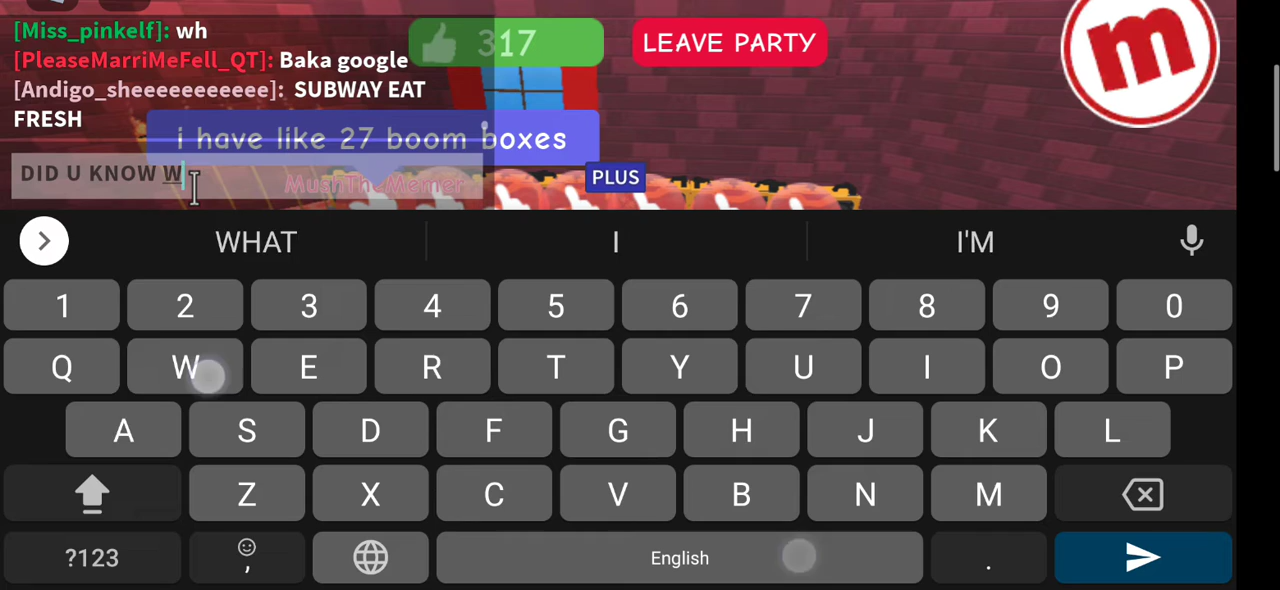 [Miss_pinkelf]: wh
317
LEAVE PARTY
m
[PleaseMarriMeFell_QT]: Baka google
[Andigo_sheeeeeeeeeee]: SUBWAY EAT
FRESH
i have like 27 boom boxes
DID U KNOW W
MushTheMemer
PLUS
WHAT
I
I'M
1 2 3 4 5 6 7 8 9 0
Q W E R T Y U I O P
A S D F G H J K L
Z X C V B N M
?123
,
English
.